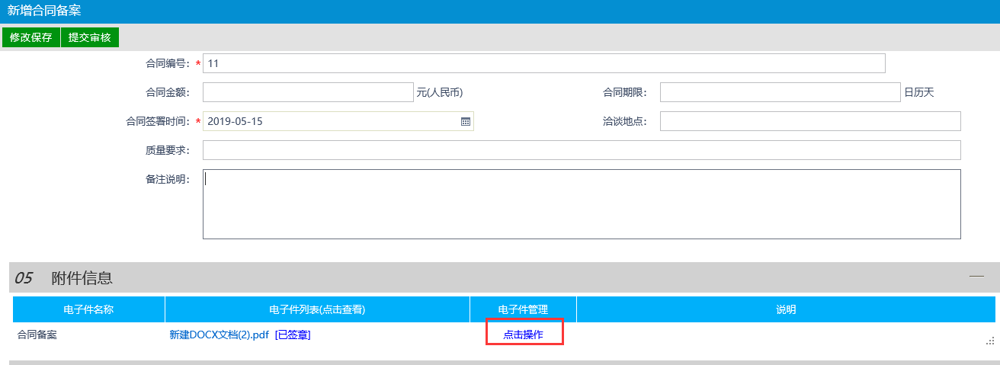 新增合同备案
修改保存 提交审核
合同编号： * 11
合同金额： 元(人民币) 合同期限： 日历天
合同签署时间： * 2019-05-15 洽谈地点：
质量要求：
备注说明：
05 附件信息
电子件名称 电子件列表(点击查看) 电子件管理 说明
合同备案 新建DOCX文档(2).pdf [已签章] 点击操作